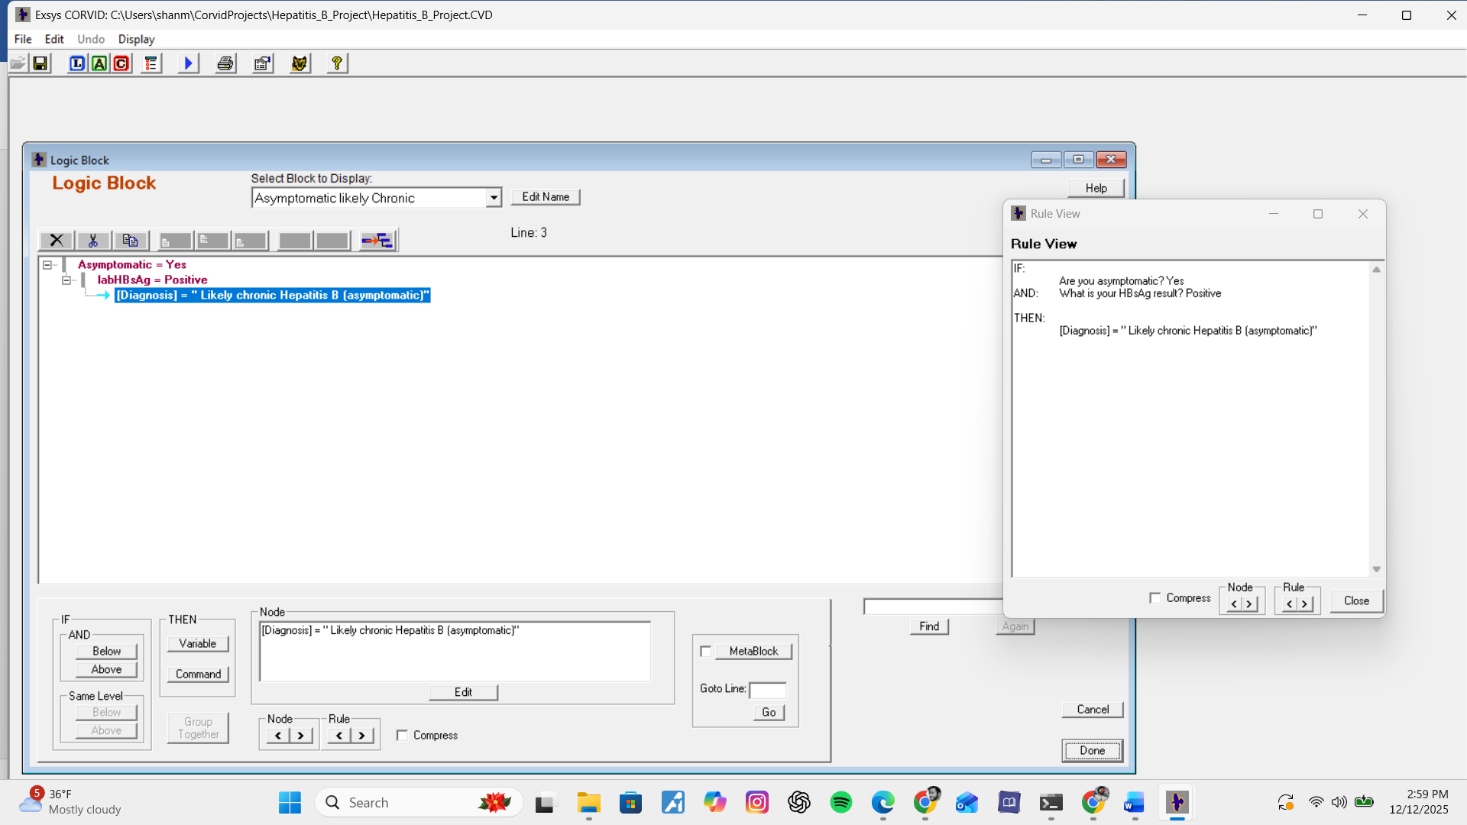 Exsys CORVID: C:\Users\shanm\CorvidProjects\Hepatitis_B_Project\Hepatitis_B_Project.CVD
File Edit Undo Display
L A C
Logic Block
Logic Block
Select Block to Display:
Asymptomatic likely Chronic
Edit Name
Help
Line: 3
Asymptomatic = Yes
labHBsAg = Positive
[Diagnosis] = " Likely chronic Hepatitis B (asymptomatic)"
Rule View
Rule View
IF:
Are you asymptomatic? Yes
AND: What is your HBsAg result? Positive
THEN:
[Diagnosis] = " Likely chronic Hepatitis B (asymptomatic)"
Compress
Node
< >
Rule
< >
Close
IF
AND
Below
Above
Same Level
Below
Above
THEN
Variable
Command
Group
Together
Node
[Diagnosis] = " Likely chronic Hepatitis B (asymptomatic)"
Edit
Node
< >
Rule
< >
Compress
MetaBlock
Goto Line:
Go
Find
Again
Cancel
Done
5
36°F
Mostly cloudy
Search
2:59 PM
12/12/2025